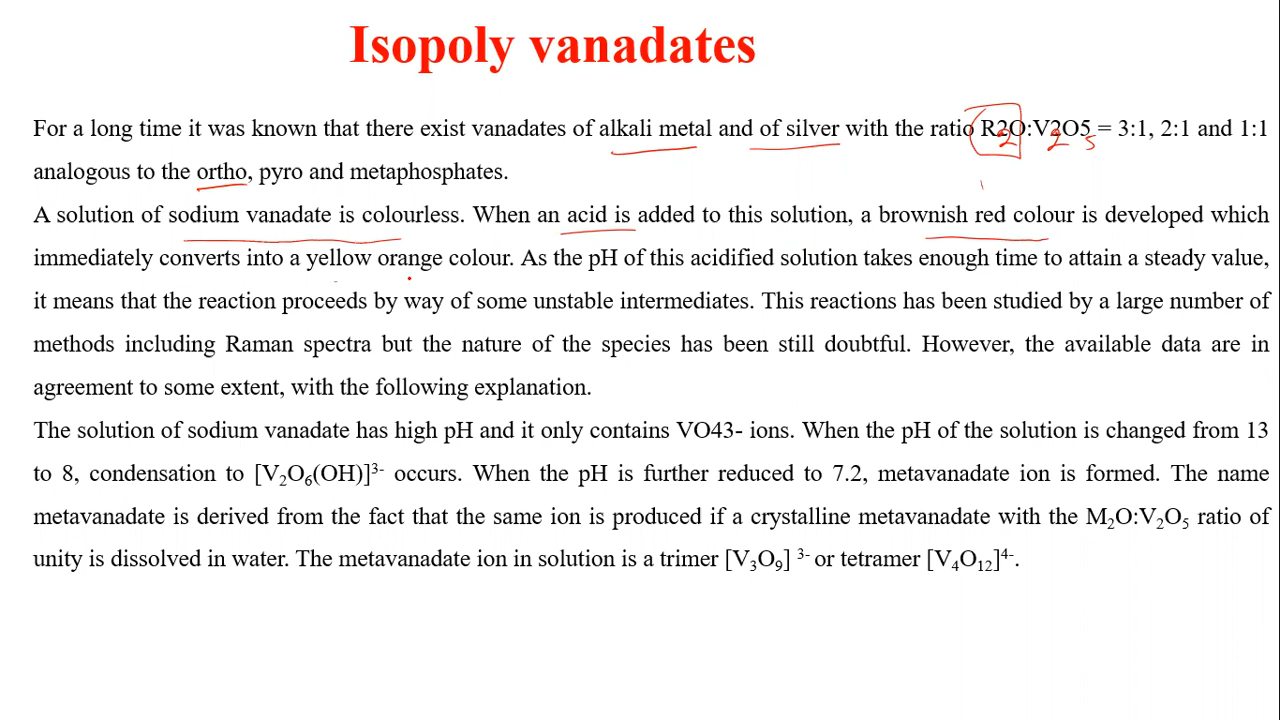 Isopoly vanadates
For a long time it was known that there exist vanadates of alkali metal and of silver with the ratio R2O:V2O5 = 3:1, 2:1 and 1:1
analogous to the ortho, pyro and metaphosphates.
A solution of sodium vanadate is colourless. When an acid is added to this solution, a brownish red colour is developed which
immediately converts into a yellow orange colour. As the pH of this acidified solution takes enough time to attain a steady value,
it means that the reaction proceeds by way of some unstable intermediates. This reactions has been studied by a large number of
methods including Raman spectra but the nature of the species has been still doubtful. However, the available data are in
agreement to some extent, with the following explanation.
The solution of sodium vanadate has high pH and it only contains VO43- ions. When the pH of the solution is changed from 13
to 8, condensation to [V₂O₆(OH)]³⁻ occurs. When the pH is further reduced to 7.2, metavanadate ion is formed. The name
metavanadate is derived from the fact that the same ion is produced if a crystalline metavanadate with the M₂O:V₂O₅ ratio of
unity is dissolved in water. The metavanadate ion in solution is a trimer [V₃O₉] ³⁻ or tetramer [V₄O₁₂]⁴⁻.
2 2 5